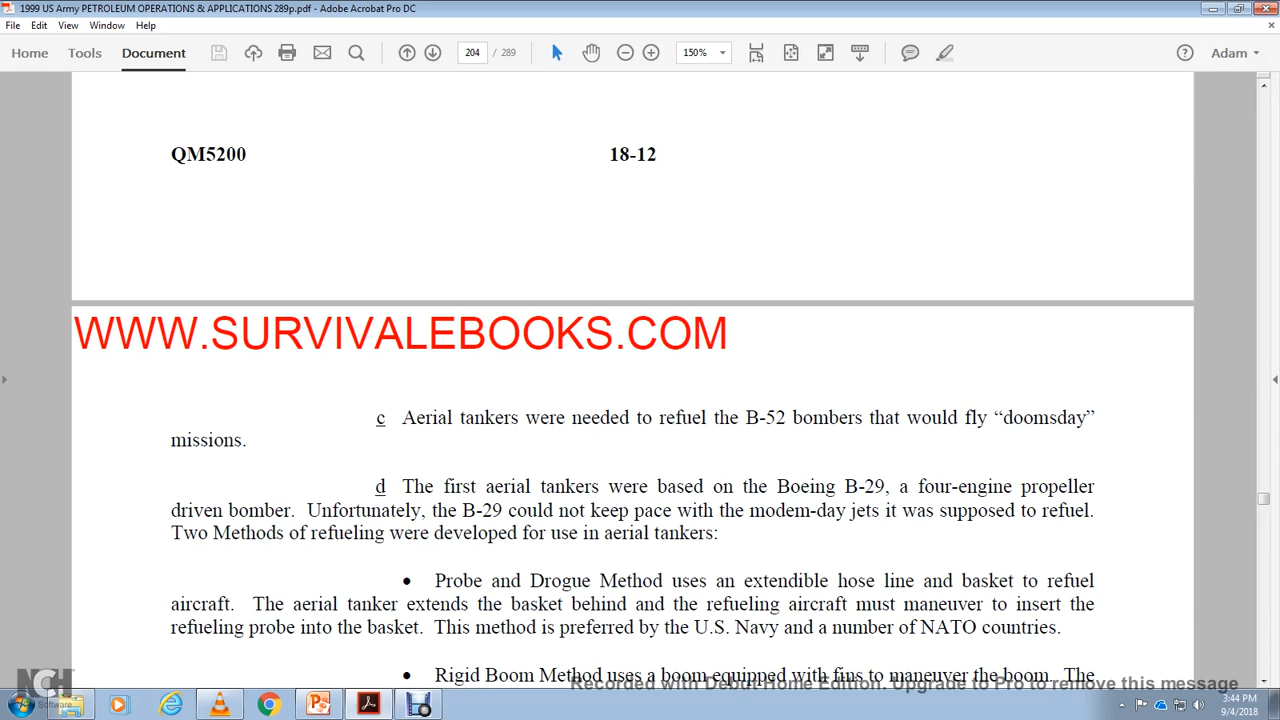 1999 US Army PETROLEUM OPERATIONS & APPLICATIONS 289p.pdf - Adobe Acrobat Pro DC
File Edit View Window Help
Home Tools Document 204 / 289 150% Adam
QM5200 18-12
WWW.SURVIVALEBOOKS.COM
c Aerial tankers were needed to refuel the B-52 bombers that would fly “doomsday”
missions.
d The first aerial tankers were based on the Boeing B-29, a four-engine propeller
driven bomber. Unfortunately, the B-29 could not keep pace with the modem-day jets it was supposed to refuel.
Two Methods of refueling were developed for use in aerial tankers:
• Probe and Drogue Method uses an extendible hose line and basket to refuel
aircraft. The aerial tanker extends the basket behind and the refueling aircraft must maneuver to insert the
refueling probe into the basket. This method is preferred by the U.S. Navy and a number of NATO countries.
• Rigid Boom Method uses a boom equipped with fins to maneuver the boom. The
Recorded with Debut Home Edition. Upgrade to Pro to remove this message
NCH Software
3:44 PM
9/4/2018